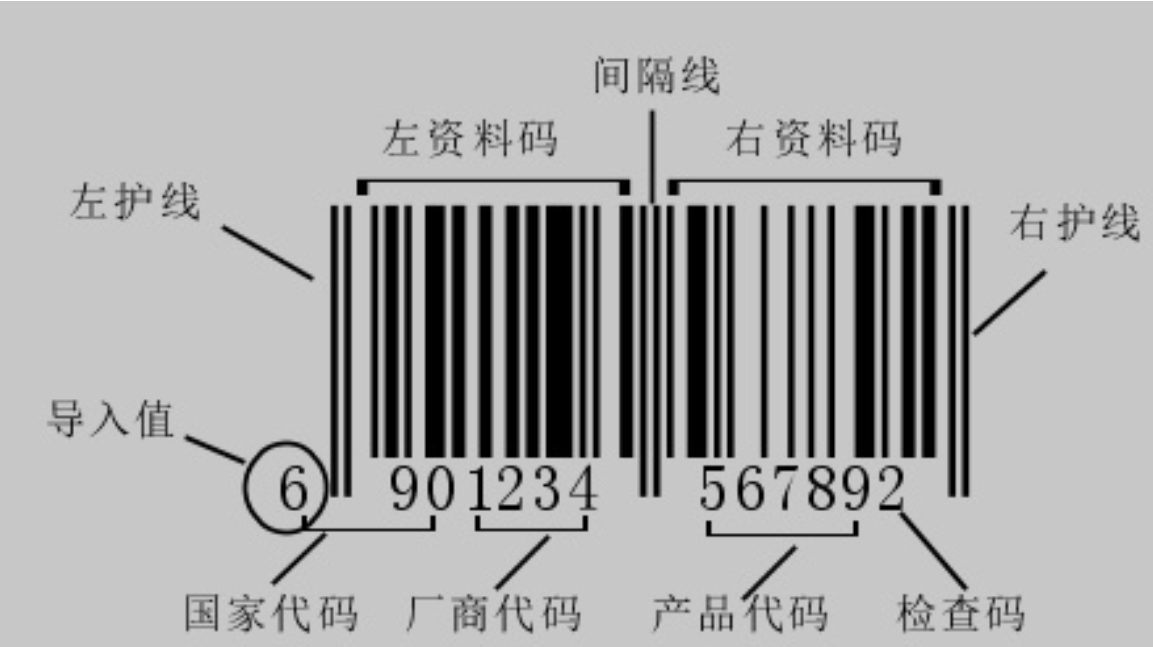 间隔线
左资料码 右资料码
左护线
右护线
导入值
6 901234 567892
国家代码 厂商代码 产品代码 检查码